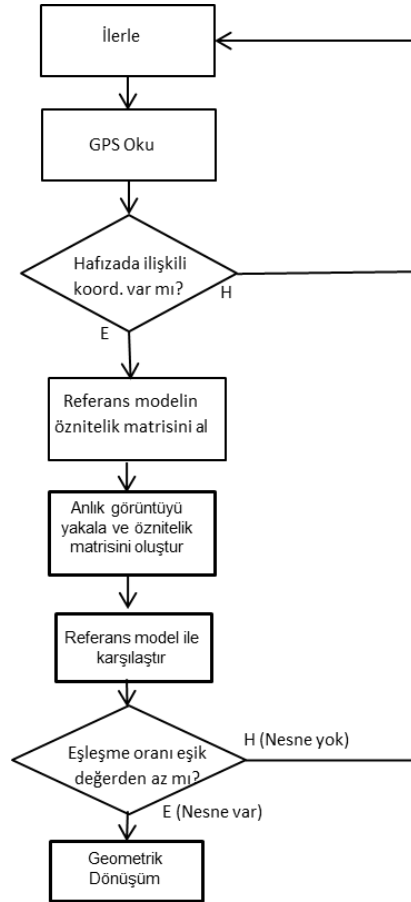 İlerle
GPS Oku
Hafızada ilişkili
koord. var mı?
H
E
Referans modelin
öznitelik matrisini al
Anlık görüntüyü
yakala ve öznitelik
matrisini oluştur
Referans model ile
karşılaştır
H (Nesne yok)
Eşleşme oranı eşik
değerden az mı?
E (Nesne var)
Geometrik
Dönüşüm